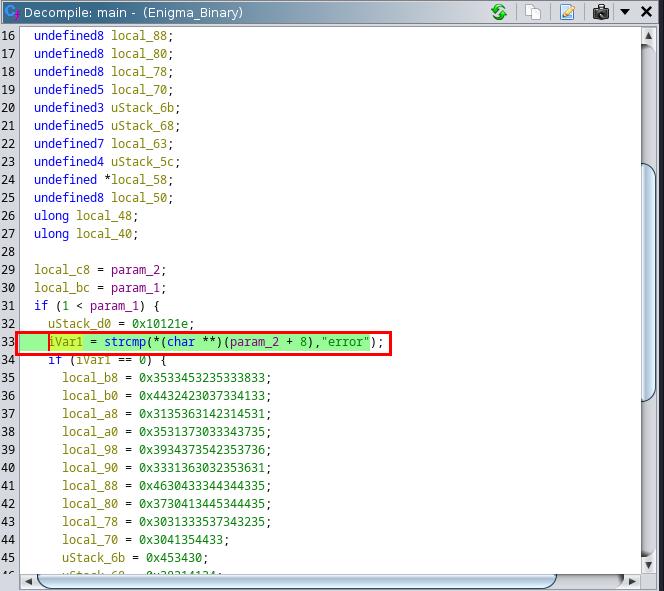 Decompile: main - (Enigma_Binary)
16 undefined8 local_88;
17 undefined8 local_80;
18 undefined8 local_78;
19 undefined5 local_70;
20 undefined3 uStack_6b;
21 undefined5 uStack_68;
22 undefined7 local_63;
23 undefined4 uStack_5c;
24 undefined *local_58;
25 undefined8 local_50;
26 ulong local_48;
27 ulong local_40;
28
29 local_c8 = param_2;
30 local_bc = param_1;
31 if (1 < param_1) {
32 uStack_d0 = 0x10121e;
33 iVar1 = strcmp(*(char **)(param_2 + 8),"error");
34 if (iVar1 == 0) {
35 local_b8 = 0x3533453235333833;
36 local_b0 = 0x4432423037334133;
37 local_a8 = 0x3135363142314531;
38 local_a0 = 0x3531373033343735;
39 local_98 = 0x3934373542353736;
40 local_90 = 0x3331363032353631;
41 local_88 = 0x4630433344344335;
42 local_80 = 0x3730413445344435;
43 local_78 = 0x3031333537343235;
44 local_70 = 0x3041354433;
45 uStack_6b = 0x453430;